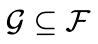 𝒢 ⊆ ℱ